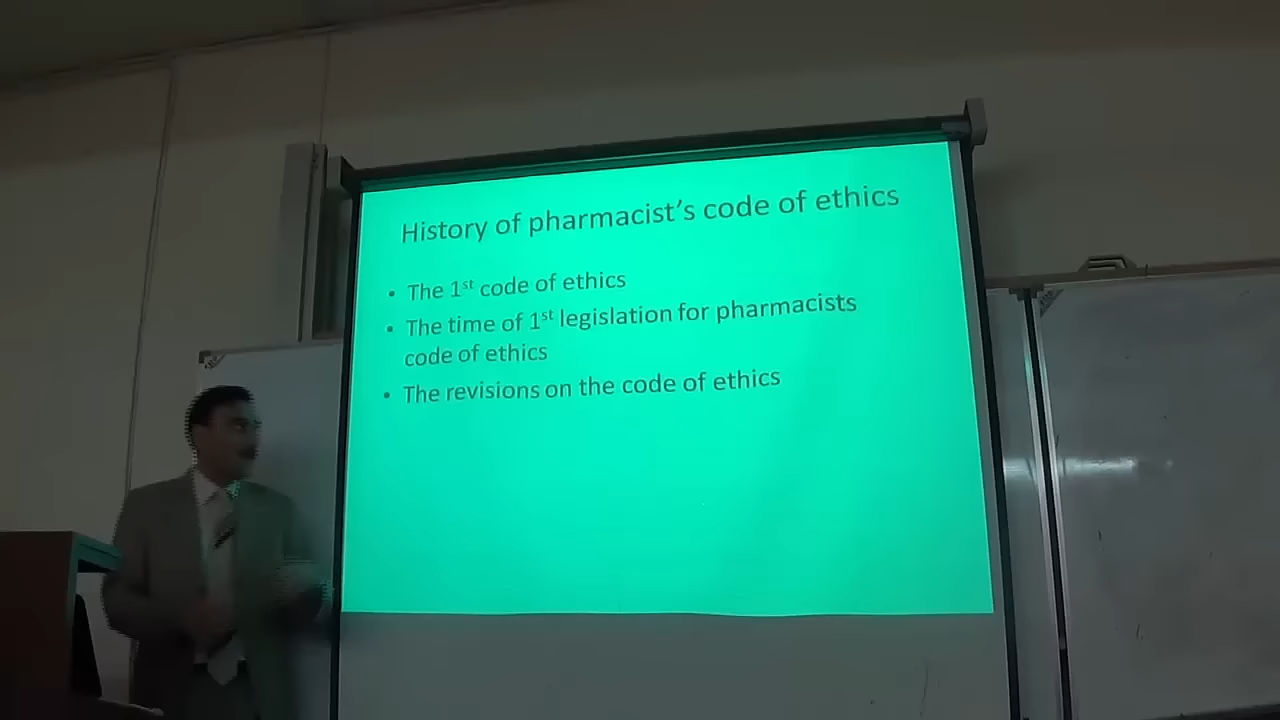 History of pharmacist's code of ethics
• The 1st code of ethics
• The time of 1st legislation for pharmacists
code of ethics
• The revisions on the code of ethics